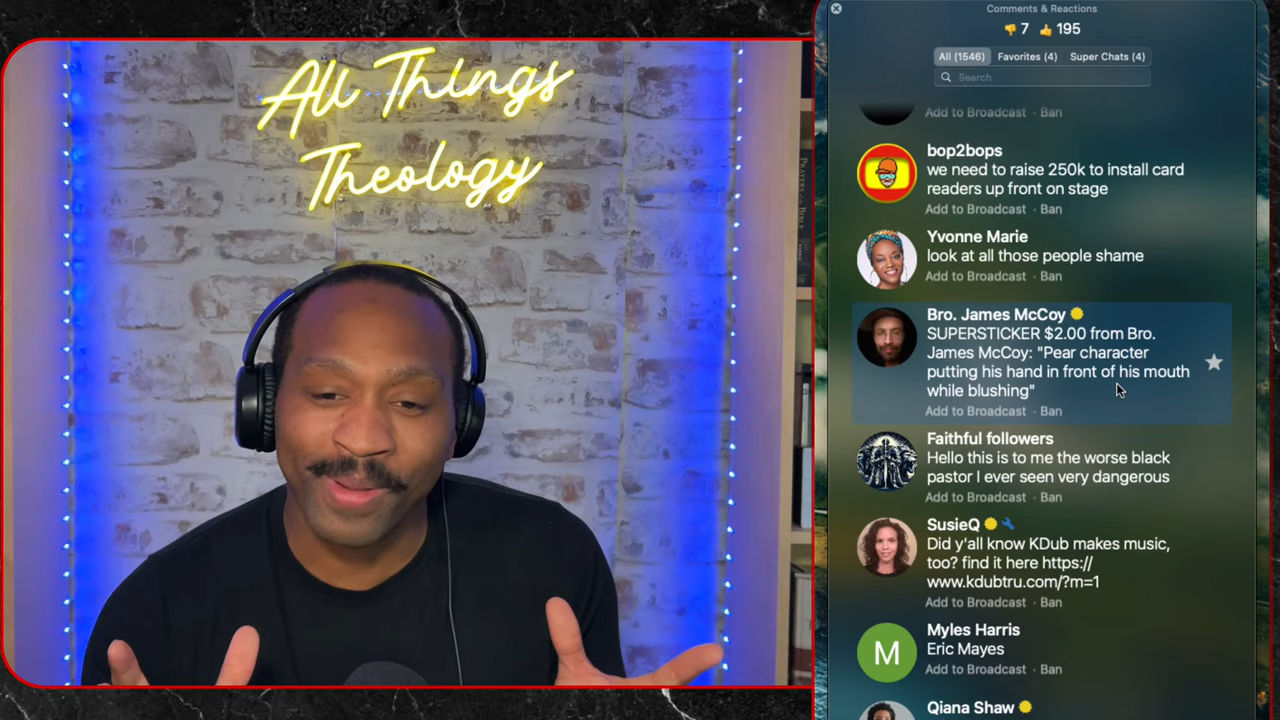 All Things
Theology
Comments & Reactions
👎 7 👍 195
All (1546) Favorites (4) Super Chats (4)
Search
Add to Broadcast · Ban
bop2bops
we need to raise 250k to install card
readers up front on stage
Add to Broadcast · Ban
Yvonne Marie
look at all those people shame
Add to Broadcast · Ban
Bro. James McCoy
SUPERSTICKER $2.00 from Bro.
James McCoy: "Pear character
putting his hand in front of his mouth
while blushing"
Add to Broadcast · Ban
Faithful followers
Hello this is to me the worse black
pastor I ever seen very dangerous
Add to Broadcast · Ban
SusieQ
Did y'all know KDub makes music,
too? find it here https://
www.kdubtru.com/?m=1
Add to Broadcast · Ban
M
Myles Harris
Eric Mayes
Add to Broadcast · Ban
Qiana Shaw